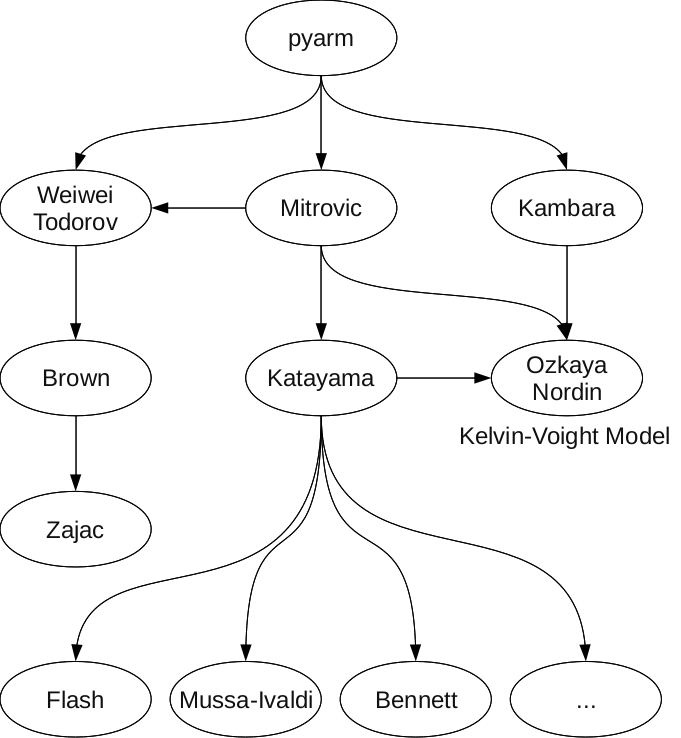 pyarm
Weiwei
Todorov
Mitrovic
Kambara
Brown
Katayama
Ozkaya
Nordin
Kelvin-Voight Model
Zajac
Flash
Mussa-Ivaldi
Bennett
...